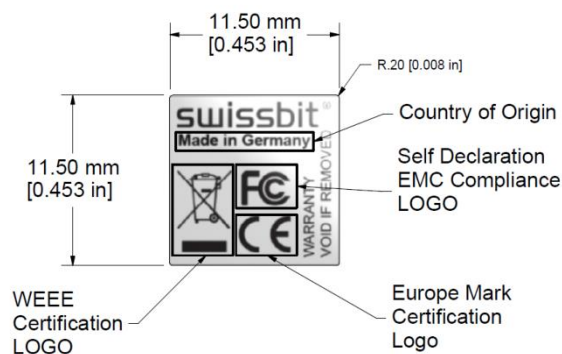 11.50 mm
[0.453 in]
R.20 [0.008 in]
swissbit®
Made in Germany
Country of Origin
11.50 mm
[0.453 in]
Self Declaration
EMC Compliance
LOGO
FC
CE
WARRANTY
VOID IF REMOVED
WEEE
Certification
LOGO
Europe Mark
Certification
Logo